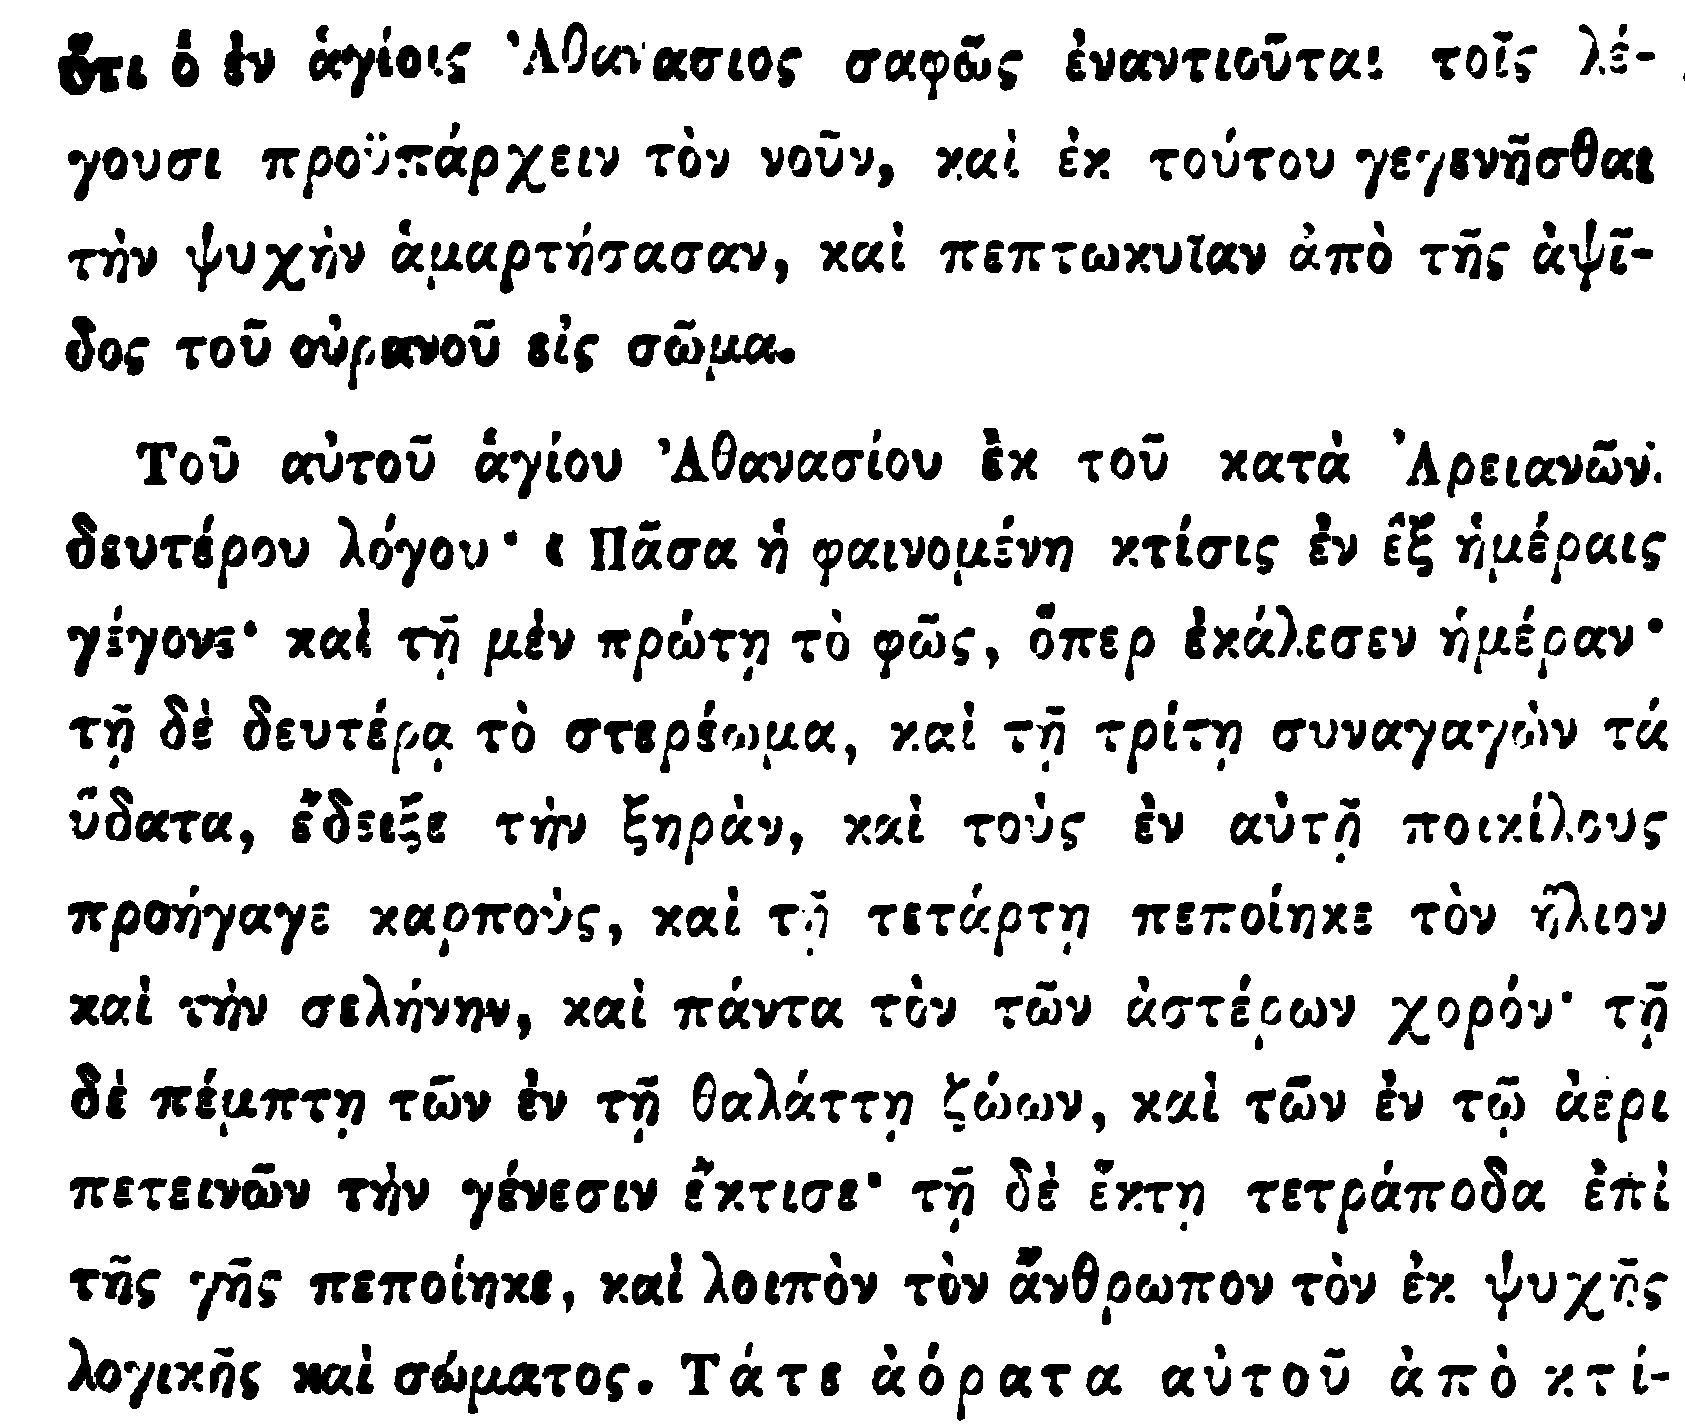 ὅτι ὁ ἐν ἁγίοις Ἀθανάσιος σαφῶς ἐναντιοῦται τοῖς λέ-
γουσι προϋπάρχειν τὸν νοῦν, καὶ ἐκ τούτου γεγενῆσθαι
τὴν ψυχὴν ἁμαρτήσασαν, καὶ πεπτωκυῖαν ἀπὸ τῆς ἁψῖ-
δος τοῦ οὐρανοῦ εἰς σῶμα.
Τοῦ αὐτοῦ ἁγίου Ἀθανασίου ἐκ τοῦ κατὰ Ἀρειανῶν
δευτέρου λόγου· « Πᾶσα ἡ φαινομένη κτίσις ἐν ἓξ ἡμέραις
γέγονε· καὶ τῇ μὲν πρώτῃ τὸ φῶς, ὅπερ ἐκάλεσεν ἡμέραν·
τῇ δὲ δευτέρᾳ τὸ στερέωμα, καὶ τῇ τρίτῃ συναγαγὼν τά
ὕδατα, ἔδειξε τὴν ξηρὰν, καὶ τοὺς ἐν αὐτῇ ποικίλους
προήγαγε καρποὺς, καὶ τῇ τετάρτῃ πεποίηκε τὸν ἥλιον
καὶ τὴν σελήνην, καὶ πάντα τὸν τῶν ἀστέρων χορόν· τῇ
δὲ πέμπτῃ τῶν ἐν τῇ θαλάττῃ ζώων, καὶ τῶν ἐν τῷ ἀέρι
πετεινῶν τὴν γένεσιν ἔκτισε· τῇ δὲ ἕκτῃ τετράποδα ἐπὶ
τῆς γῆς πεποίηκε, καὶ λοιπὸν τὸν ἄνθρωπον τὸν ἐκ ψυχῆς
λογικῆς καὶ σώματος. Τάτε ἀόρατα αὐτοῦ ἀπὸ κτί-